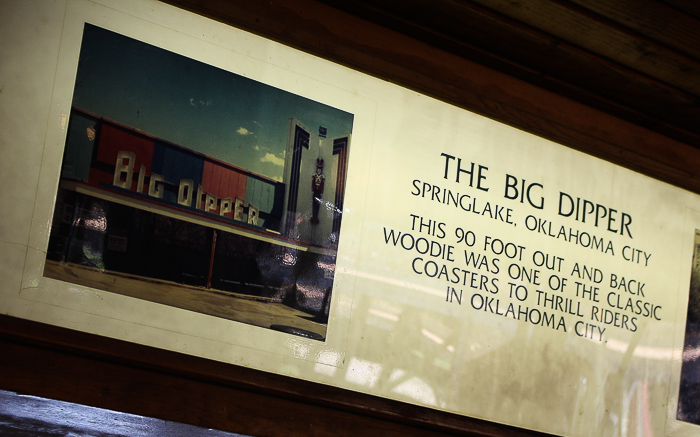 BIG DIPPER
THE BIG DIPPER
SPRINGLAKE, OKLAHOMA CITY
THIS 90 FOOT OUT AND BACK
WOODIE WAS ONE OF THE CLASSIC
COASTERS TO THRILL RIDERS
IN OKLAHOMA CITY.